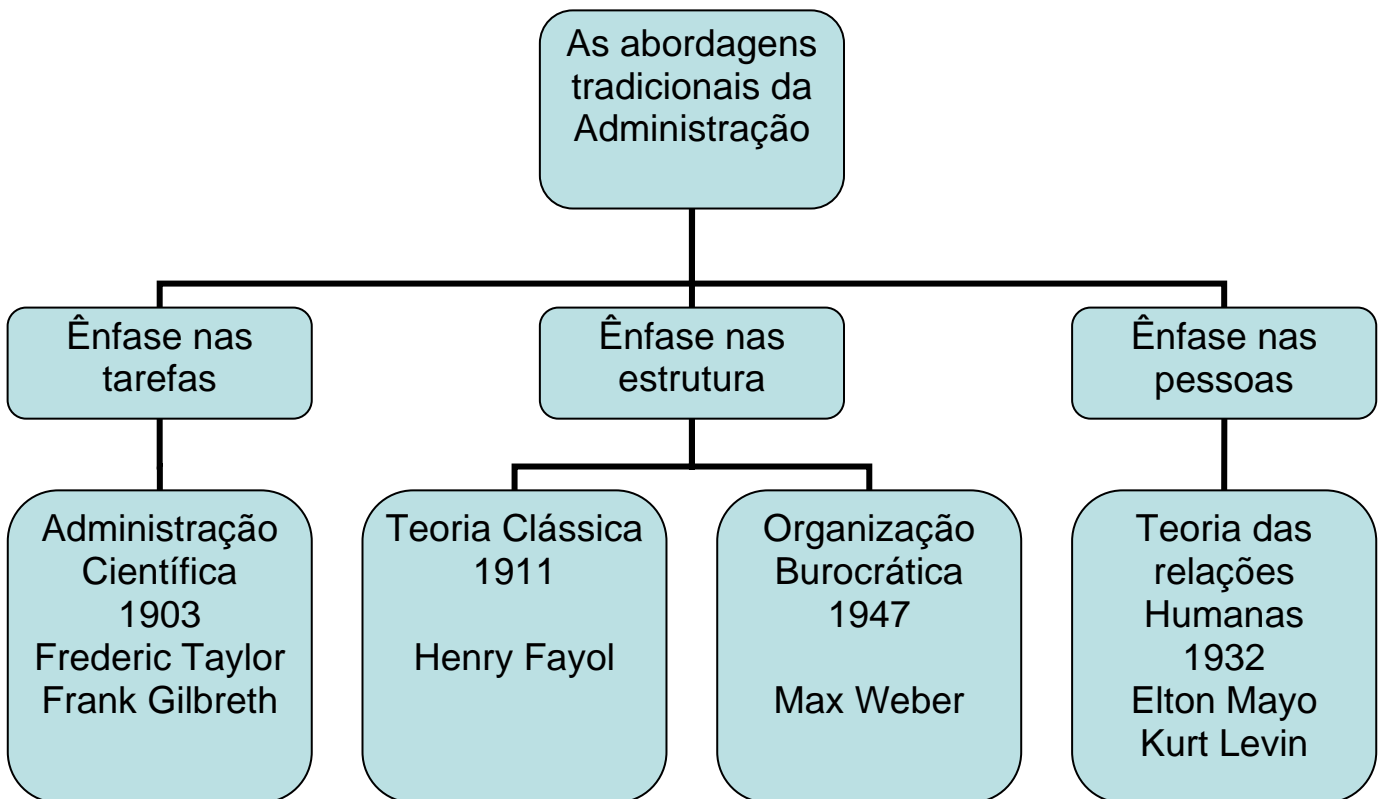 As abordagens
tradicionais da
Administração
Ênfase nas
tarefas
Ênfase nas
estrutura
Ênfase nas
pessoas
Administração
Científica
1903
Frederic Taylor
Frank Gilbreth
Teoria Clássica
1911
Henry Fayol
Organização
Burocrática
1947
Max Weber
Teoria das
relações
Humanas
1932
Elton Mayo
Kurt Levin